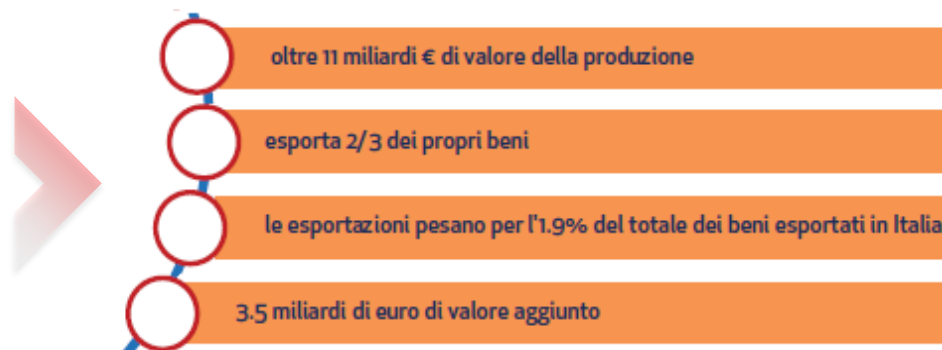 oltre 11 miliardi € di valore della produzione
esporta 2/3 dei propri beni
le esportazioni pesano per l'1.9% del totale dei beni esportati in Italia
3.5 miliardi di euro di valore aggiunto